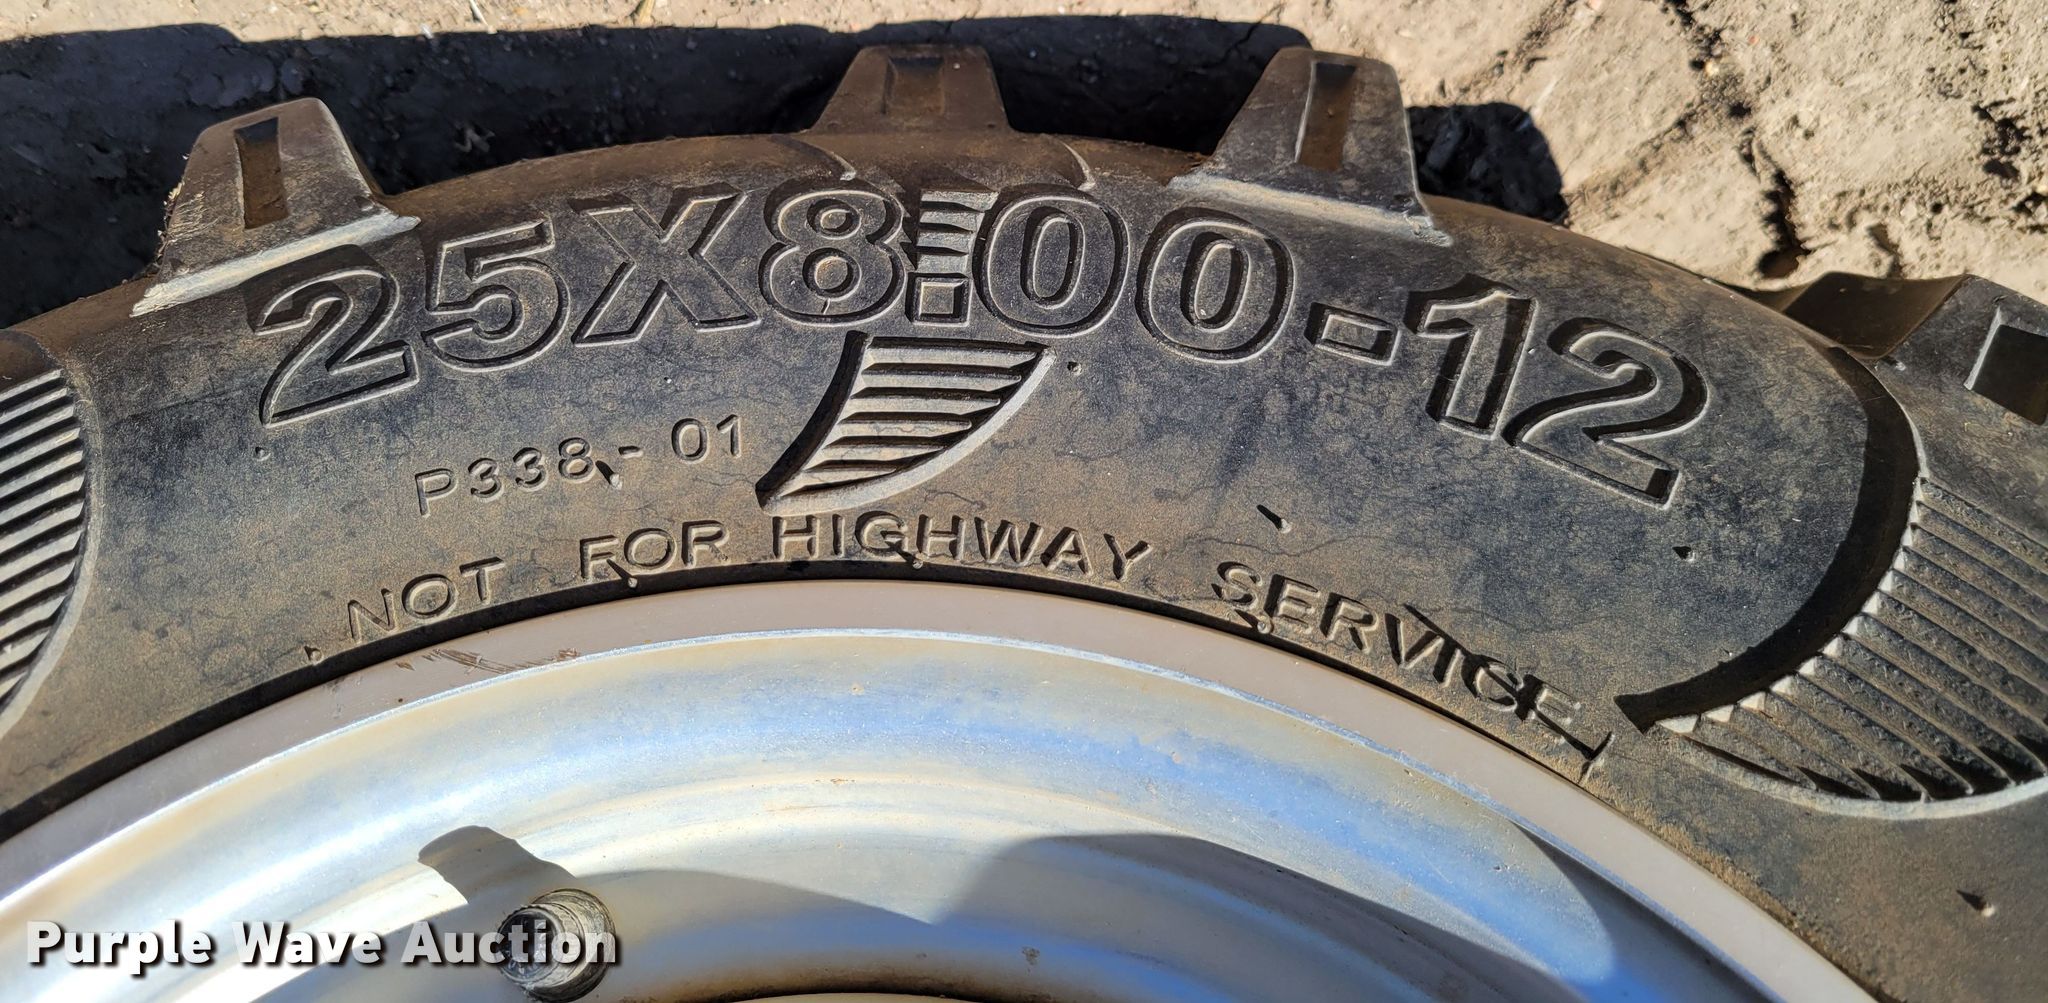 25X8.00-12
P338-01
NOT FOR HIGHWAY SERVICE
Purple Wave Auction